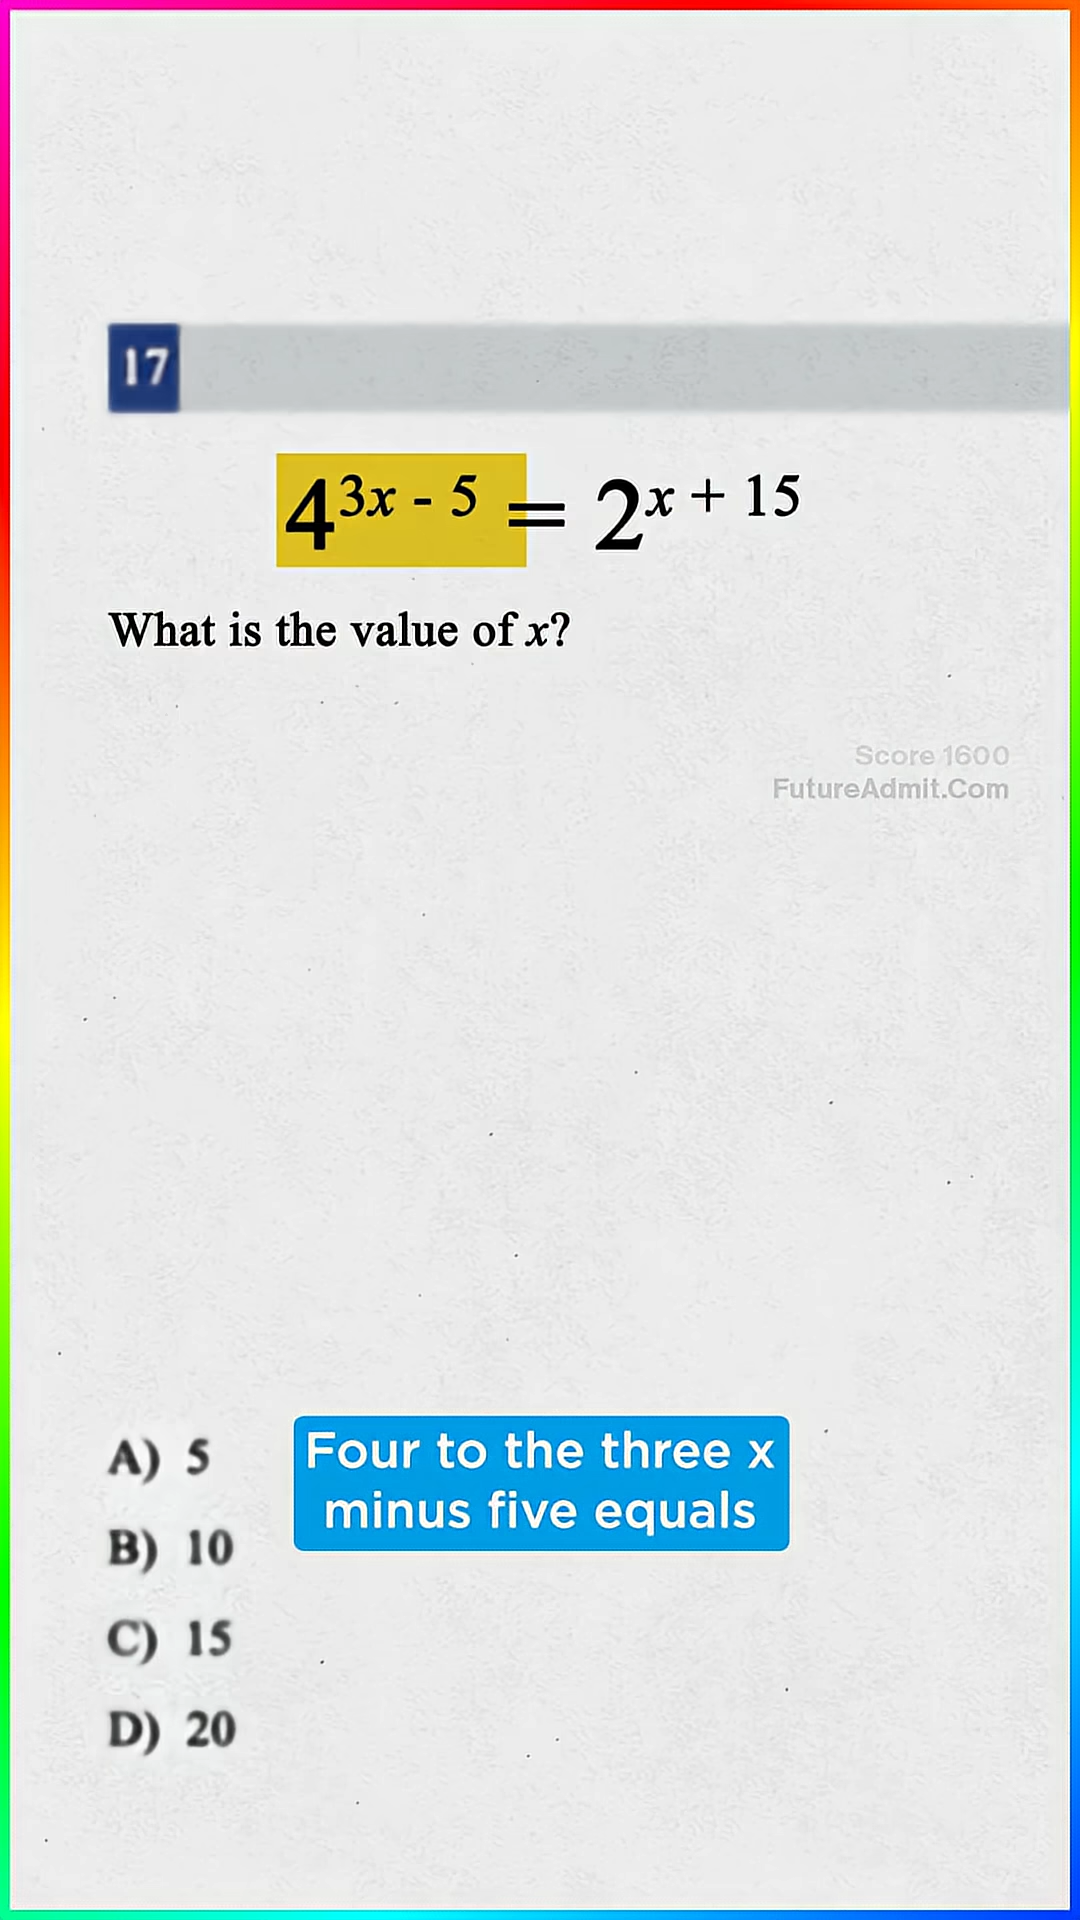 17
4^{3x - 5} = 2^{x + 15}
What is the value of x?
Score 1600
FutureAdmit.Com
A) 5
Four to the three x
minus five equals
B) 10
C) 15
D) 20